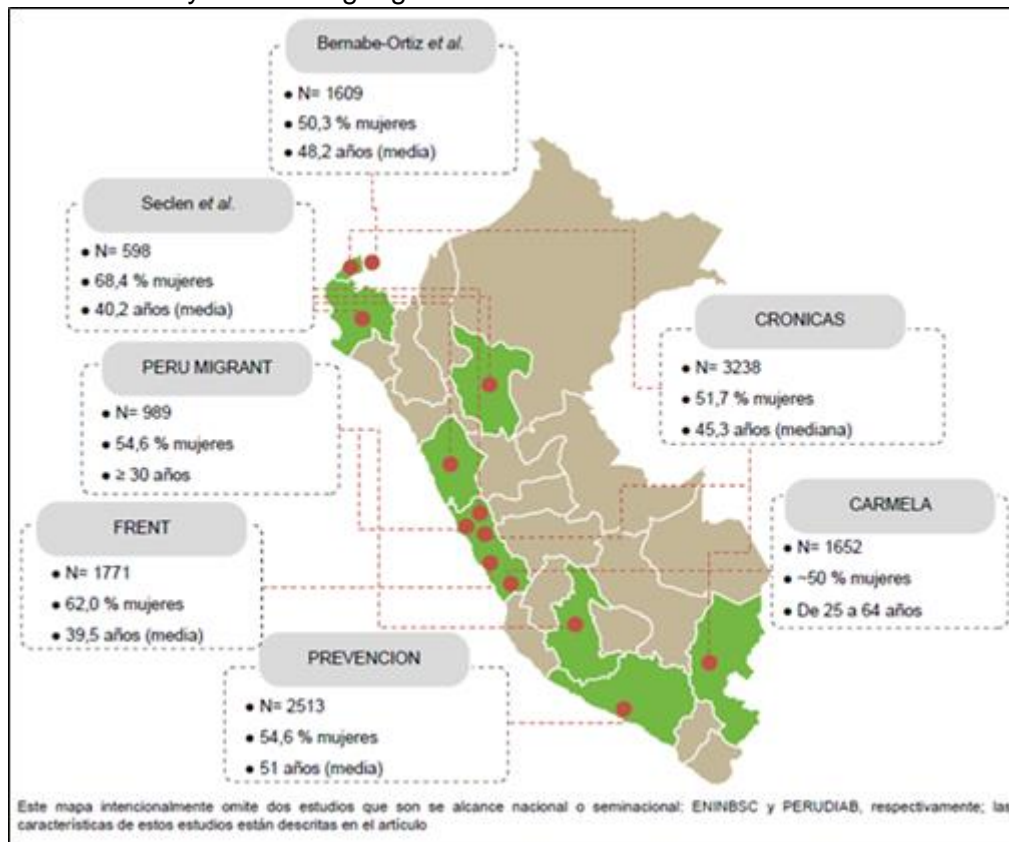 Bernabe-Ortiz et al.
● N= 1609
● 50,3 % mujeres
● 48,2 años (media)
Seclen et al.
● N= 598
● 68,4 % mujeres
● 40,2 años (media)
PERU MIGRANT
● N= 989
● 54,6 % mujeres
● ≥ 30 años
FRENT
● N= 1771
● 62,0 % mujeres
● 39,5 años (media)
PREVENCION
● N= 2513
● 54,6 % mujeres
● 51 años (media)
CRONICAS
● N= 3238
● 51,7 % mujeres
● 45,3 años (mediana)
CARMELA
● N= 1652
● ~50 % mujeres
● De 25 a 64 años
Este mapa intencionalmente omite dos estudios que son se alcance nacional o seminacional: ENINBSC y PERUDIAB, respectivamente; las
características de estos estudios están descritas en el artículo